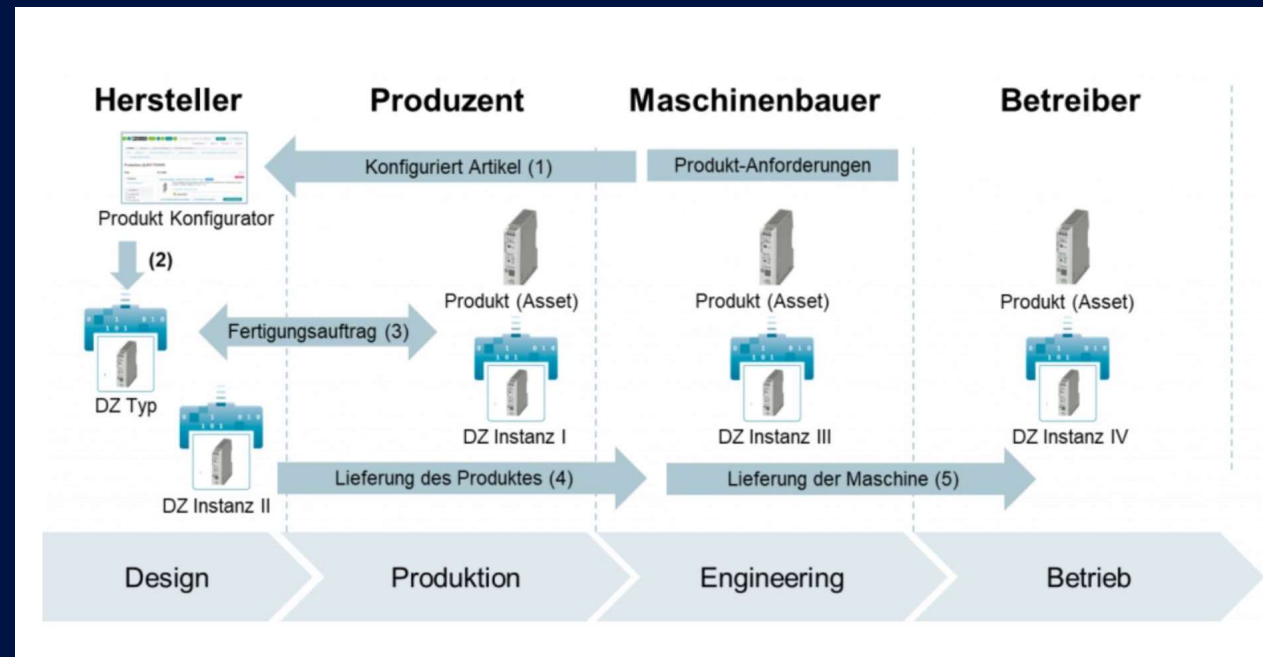 Hersteller
Produzent
Maschinenbauer
Betreiber
Konfiguriert Artikel (1)
Produkt-Anforderungen
Produkt Konfigurator
(2)
Produkt (Asset)
Produkt (Asset)
Produkt (Asset)
Fertigungsauftrag (3)
DZ Typ
DZ Instanz I
DZ Instanz III
DZ Instanz IV
Lieferung des Produktes (4)
Lieferung der Maschine (5)
DZ Instanz II
Design
Produktion
Engineering
Betrieb